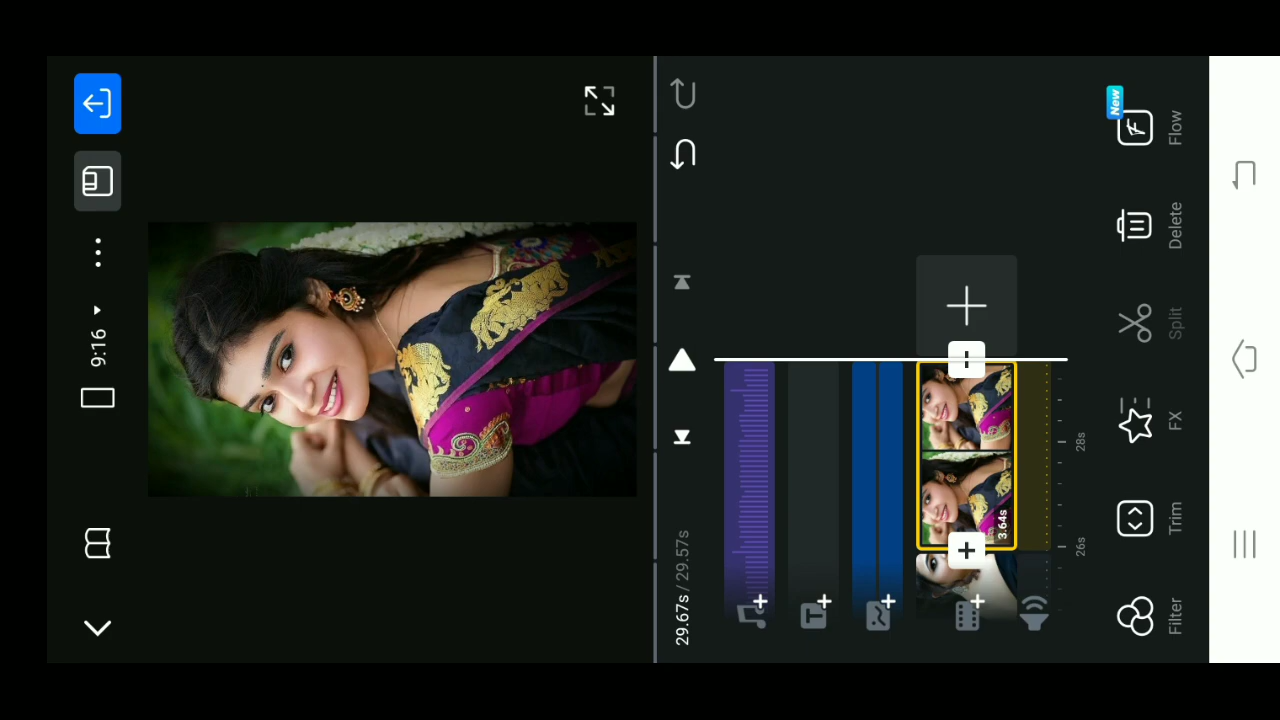 9:16
29.67s / 29.57s
3.64s
26s
28s
Filter
Trim
FX
Split
Delete
Flow
New